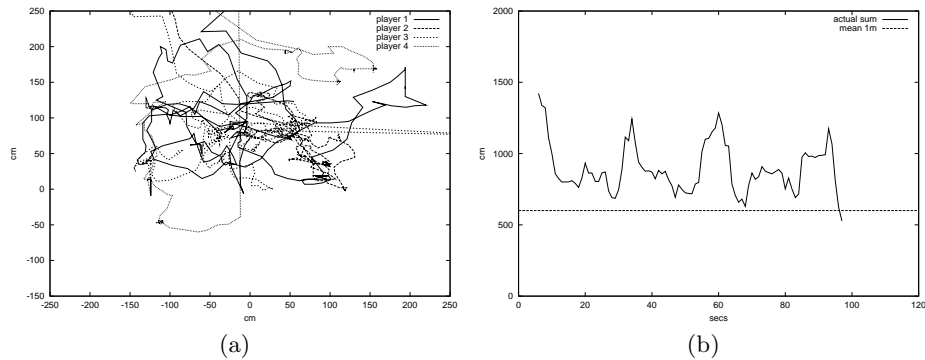 250
200
150
100
50
0
-50
-100
-150
-250 -200 -150 -100 -50 0 50 100 150 200 250
cm
cm
player 1
player 2
player 3
player 4
(a)
2000
1500
1000
500
0
0 20 40 60 80 100 120
cm
secs
actual sum
mean 1m
(b)